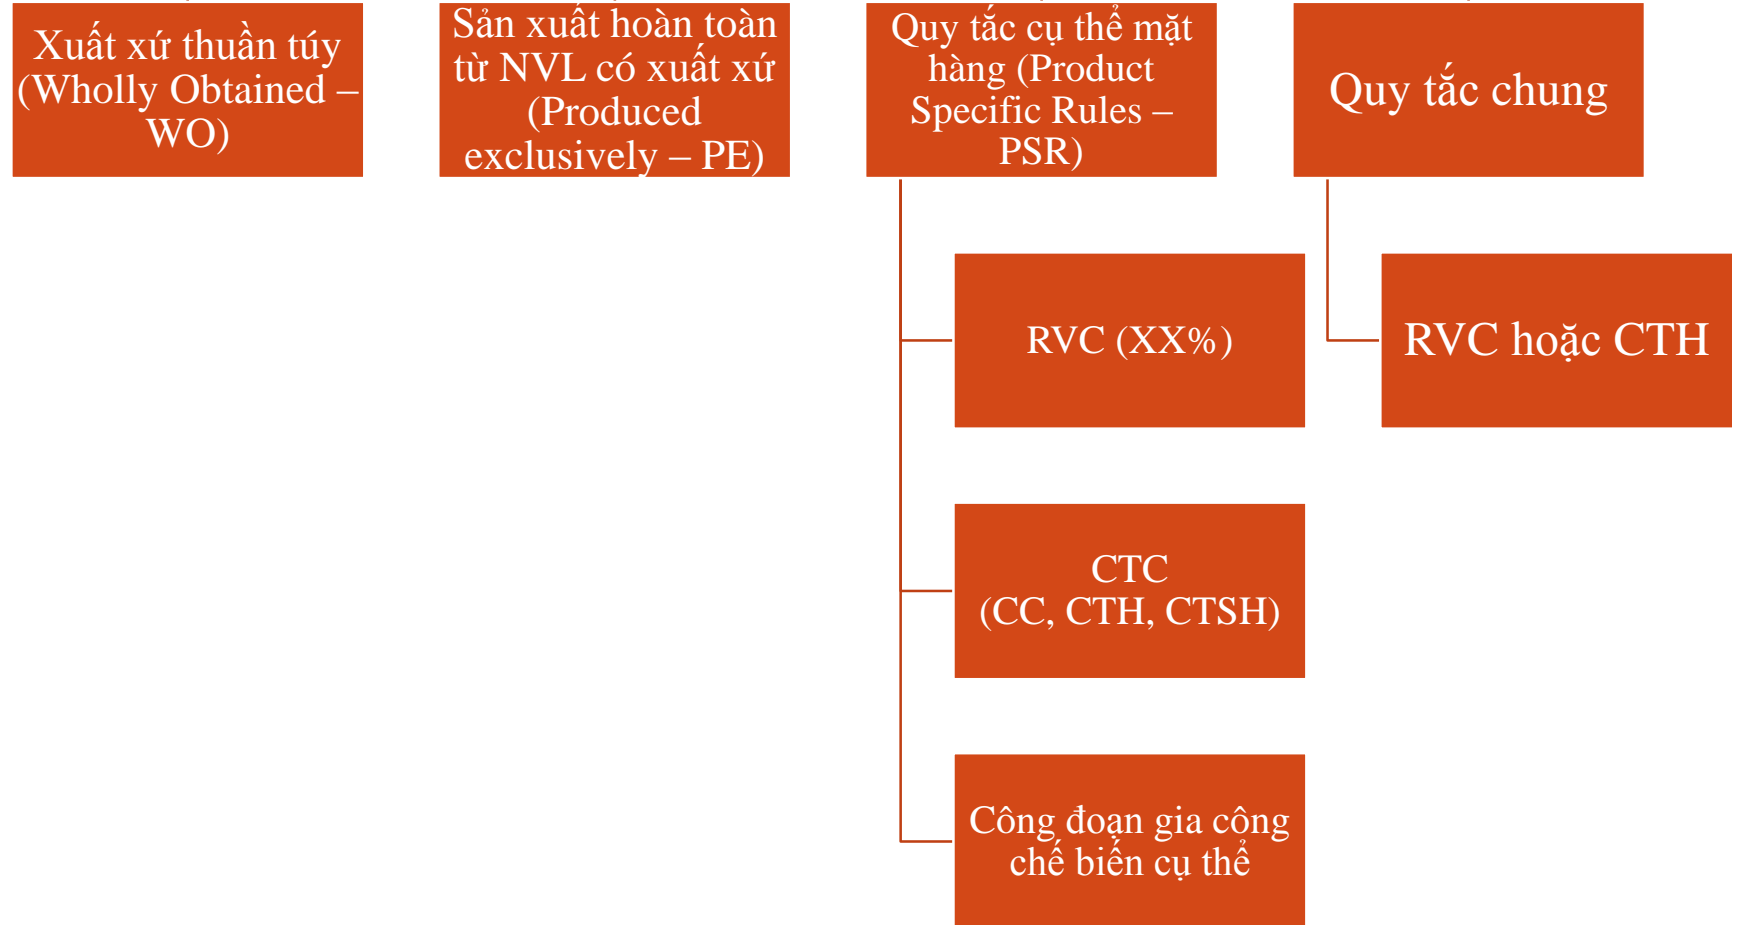 Xuất xứ thuần túy
(Wholly Obtained –
WO)
Sản xuất hoàn toàn
từ NVL có xuất xứ
(Produced
exclusively – PE)
Quy tắc cụ thể mặt
hàng (Product
Specific Rules –
PSR)
Quy tắc chung
RVC (XX%)
RVC hoặc CTH
CTC
(CC, CTH, CTSH)
Công đoạn gia công
chế biến cụ thể